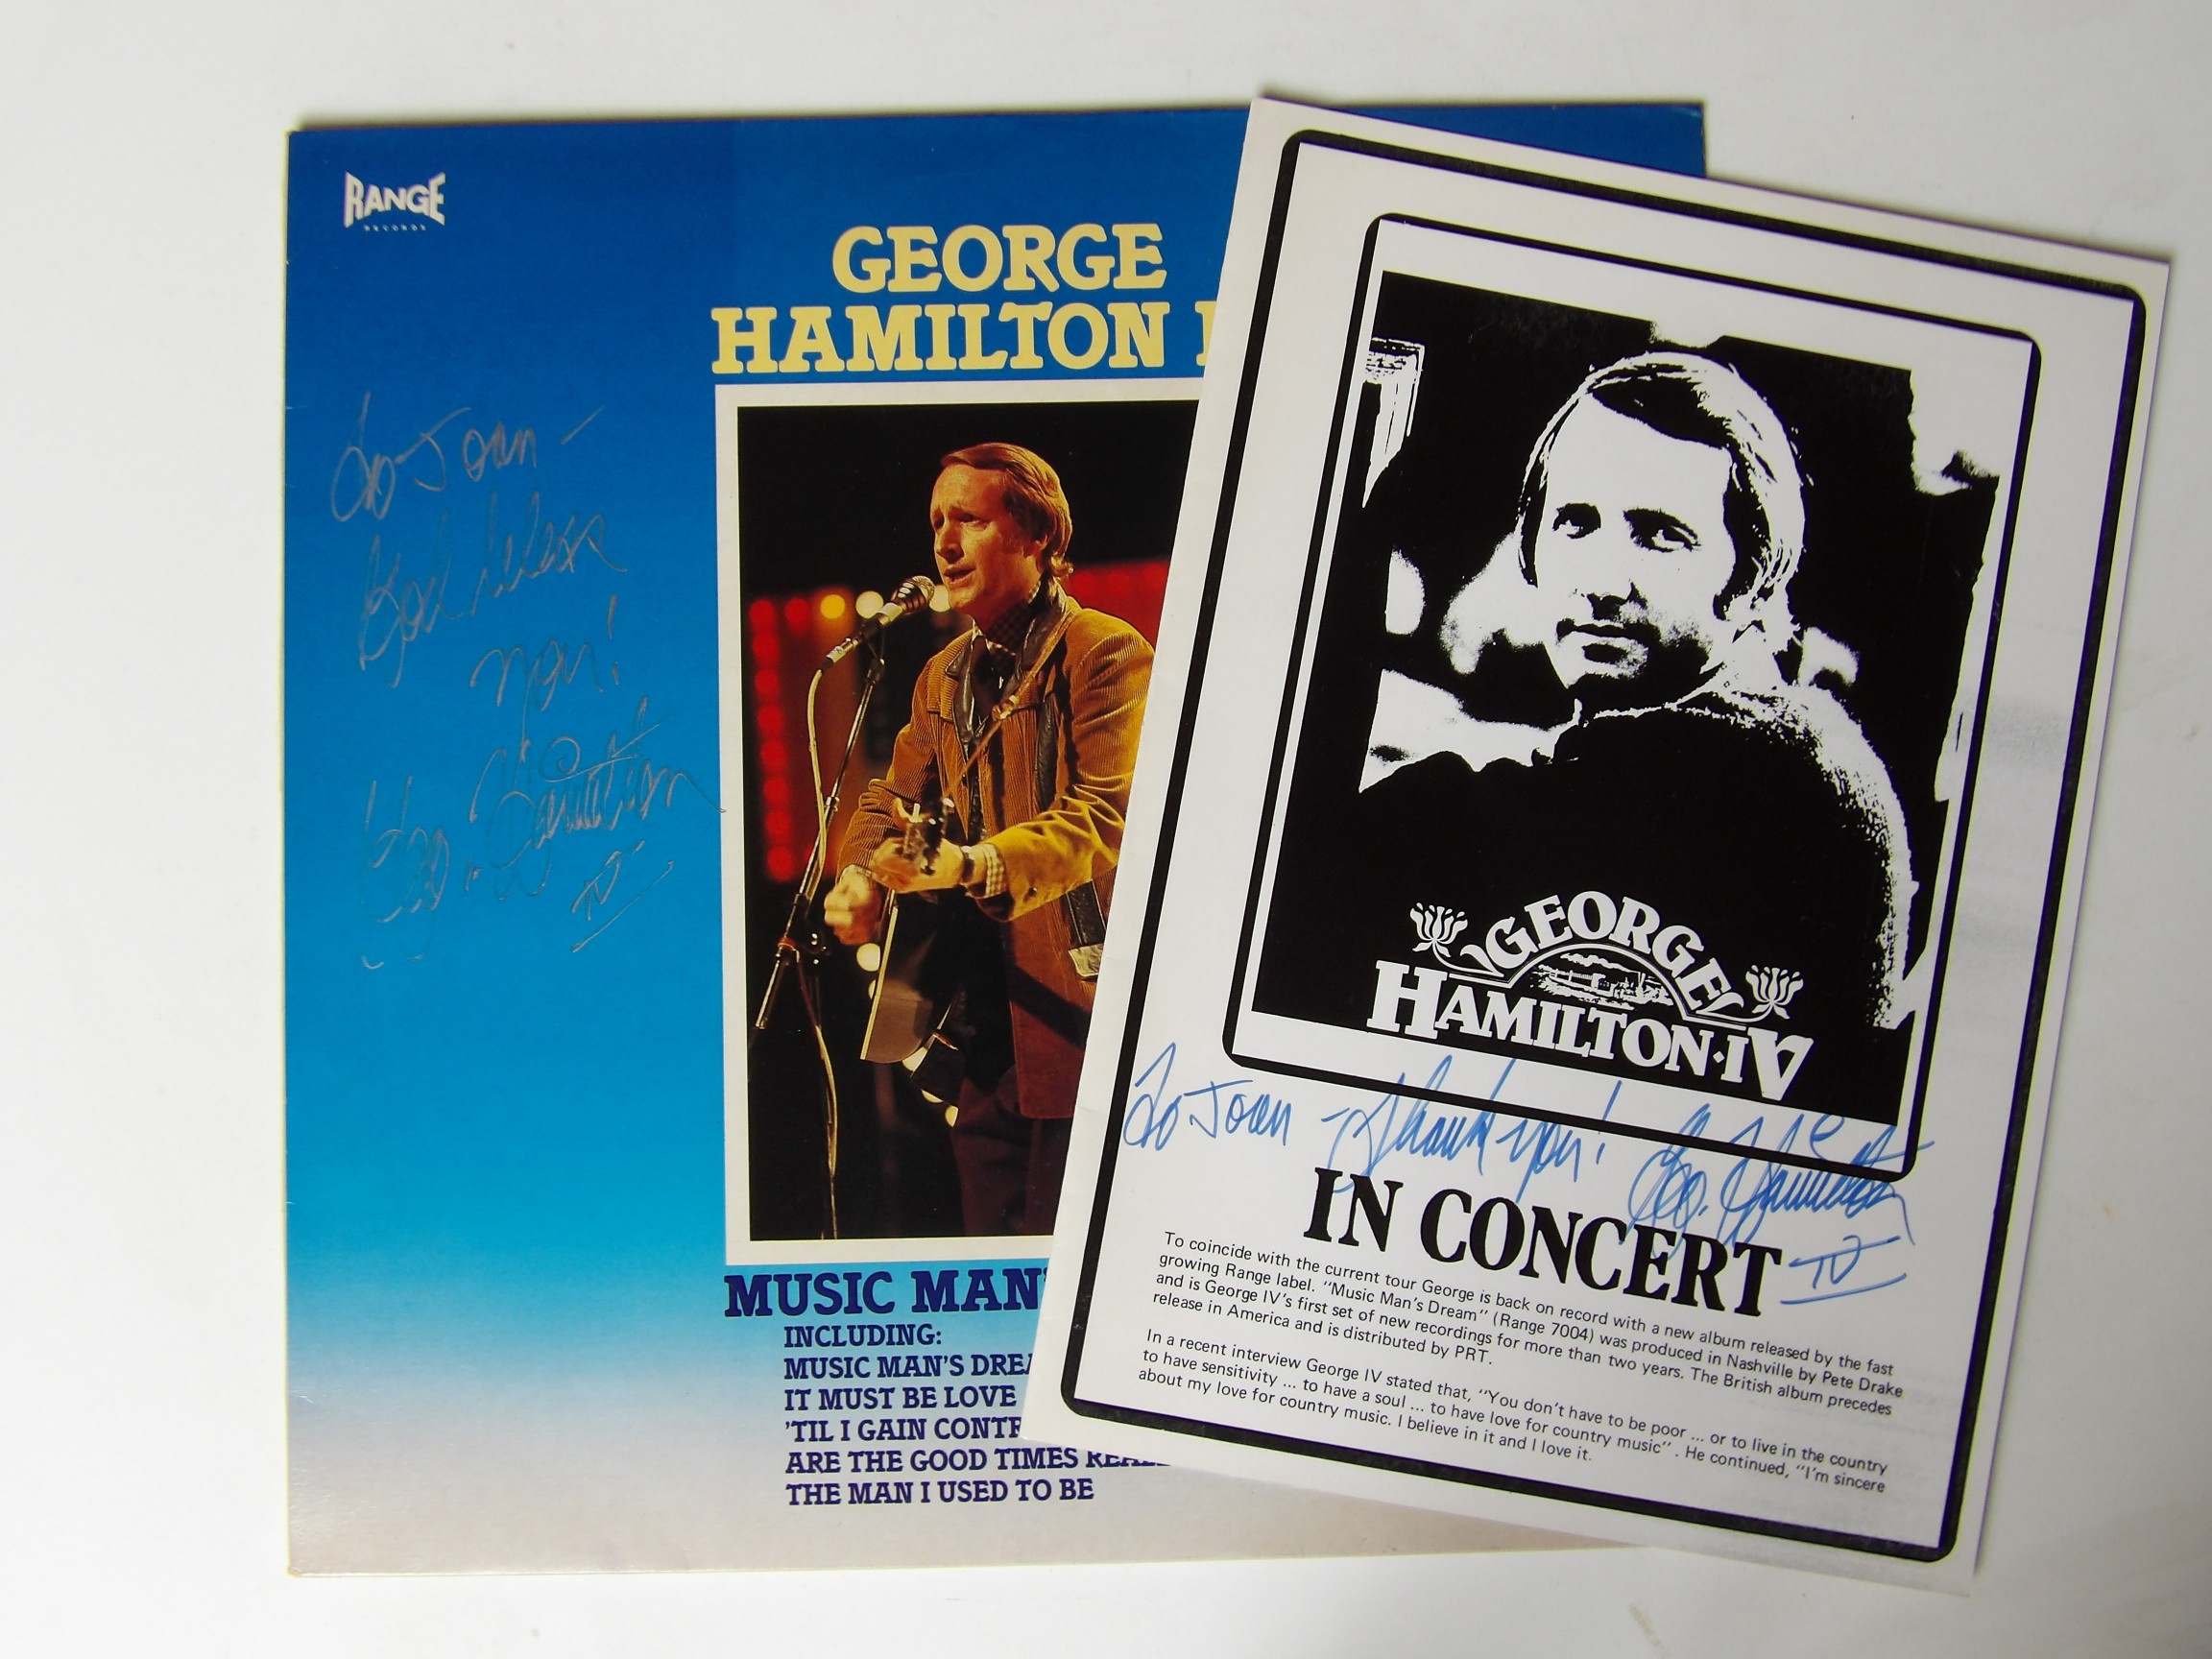 RANGE
RECORDS
GEORGE
HAMILTON
To Joan -
God bless
you!
Geo. Hamilton
IV
MUSIC MAN'
INCLUDING:
MUSIC MAN'S DREA
IT MUST BE LOVE
'TIL I GAIN CONTR
ARE THE GOOD TIMES REAL
THE MAN I USED TO BE
GEORGE
HAMILTON·IV
To Joan - Thank you! Geo. Hamilton
IV
IN CONCERT
To coincide with the current tour George is back on record with a new album released by the fast
growing Range label. "Music Man's Dream" (Range 7004) was produced in Nashville by Pete Drake
and is George IV's first set of new recordings for more than two years. The British album precedes
release in America and is distributed by PRT.
In a recent interview George IV stated that, "You don't have to be poor ... or to live in the country
to have sensitivity ... to have a soul ... to have love for country music". He continued, "I'm sincere
about my love for country music. I believe in it and I love it.